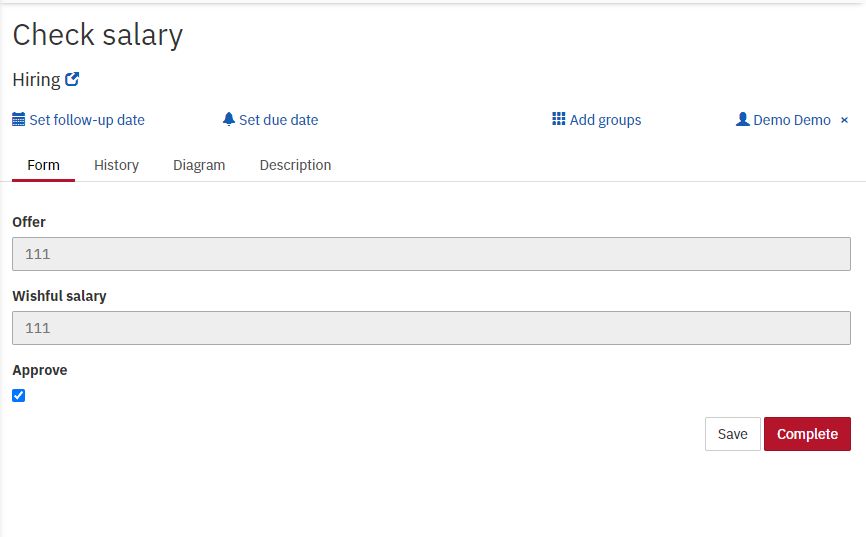 Check salary
Hiring
Set follow-up date Set due date Add groups Demo Demo ×
Form History Diagram Description
Offer
111
Wishful salary
111
Approve
Save Complete